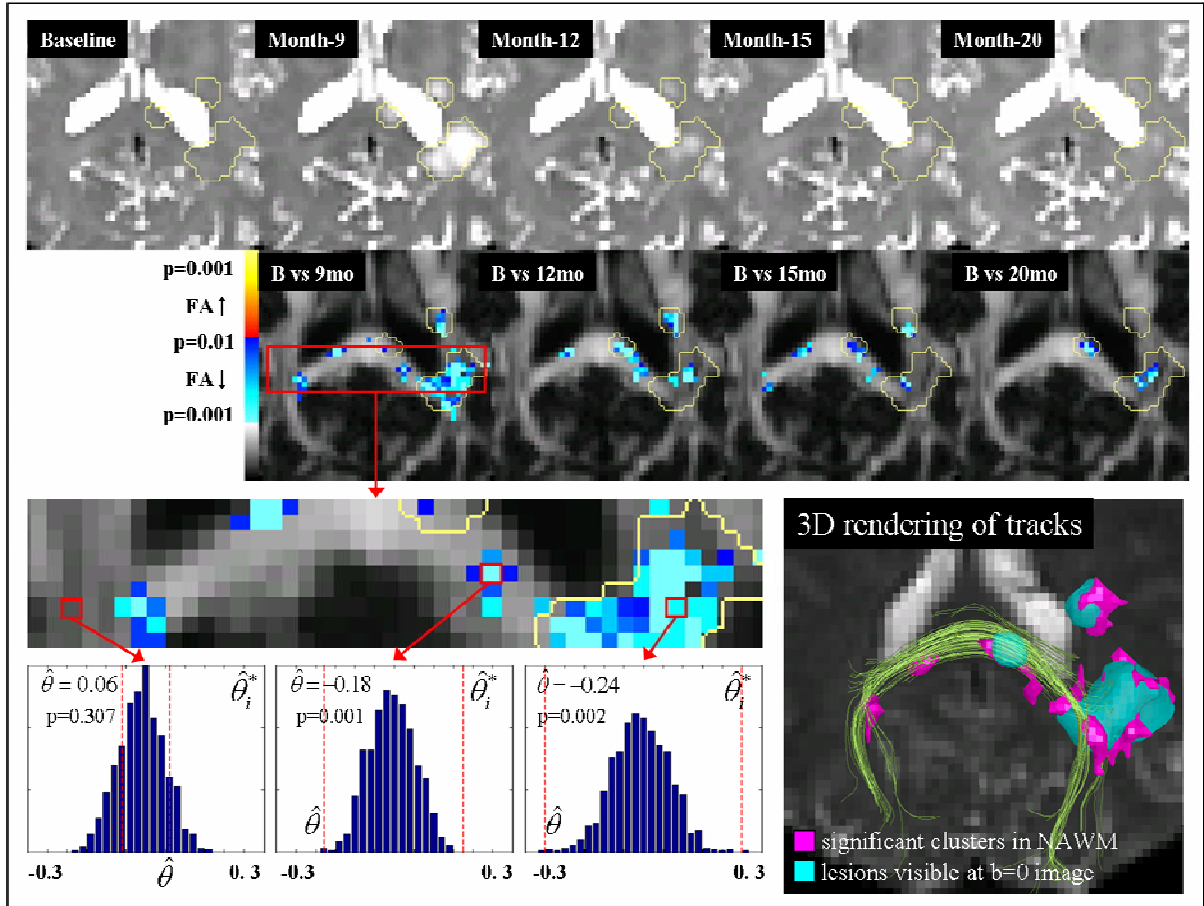 Baseline
Month-9
Month-12
Month-15
Month-20
p=0.001
FA↑
p=0.01
FA↓
p=0.001
B vs 9mo
B vs 12mo
B vs 15mo
B vs 20mo
3D rendering of tracks
significant clusters in NAWM
lesions visible at b=0 image
θ̂ = 0.06
p=0.307
θ̂ᵢ*
-0.3
θ̂
0.3
θ̂ =−0.18
p=0.001
θ̂ᵢ*
θ̂
0.3
θ̂ =−0.24
p=0.002
θ̂ᵢ*
θ̂
-0.3
0.3